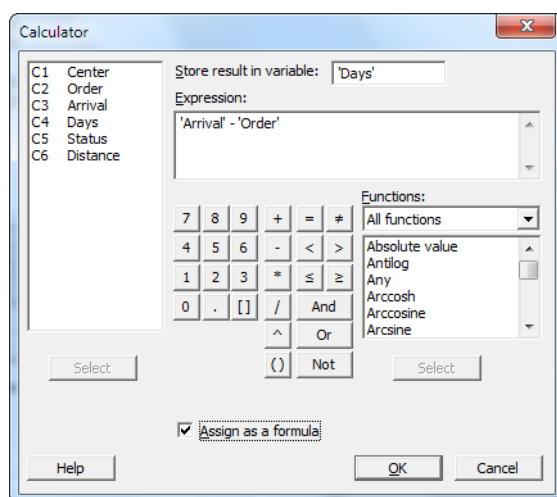 Calculator
C1 Center
C2 Order
C3 Arrival
C4 Days
C5 Status
C6 Distance
Store result in variable: 'Days'
Expression:
'Arrival' - 'Order'
Functions:
7 8 9 + = ≠ All functions
4 5 6 - < > Absolute value
Antilog
1 2 3 * ≤ ≥ Any
Arccosh
0 . [] / And Arccosine
^ Or Arcsine
Select () Not Select
Assign as a formula
Help OK Cancel